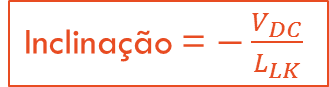 Inclinação = − V_DC / L_LK